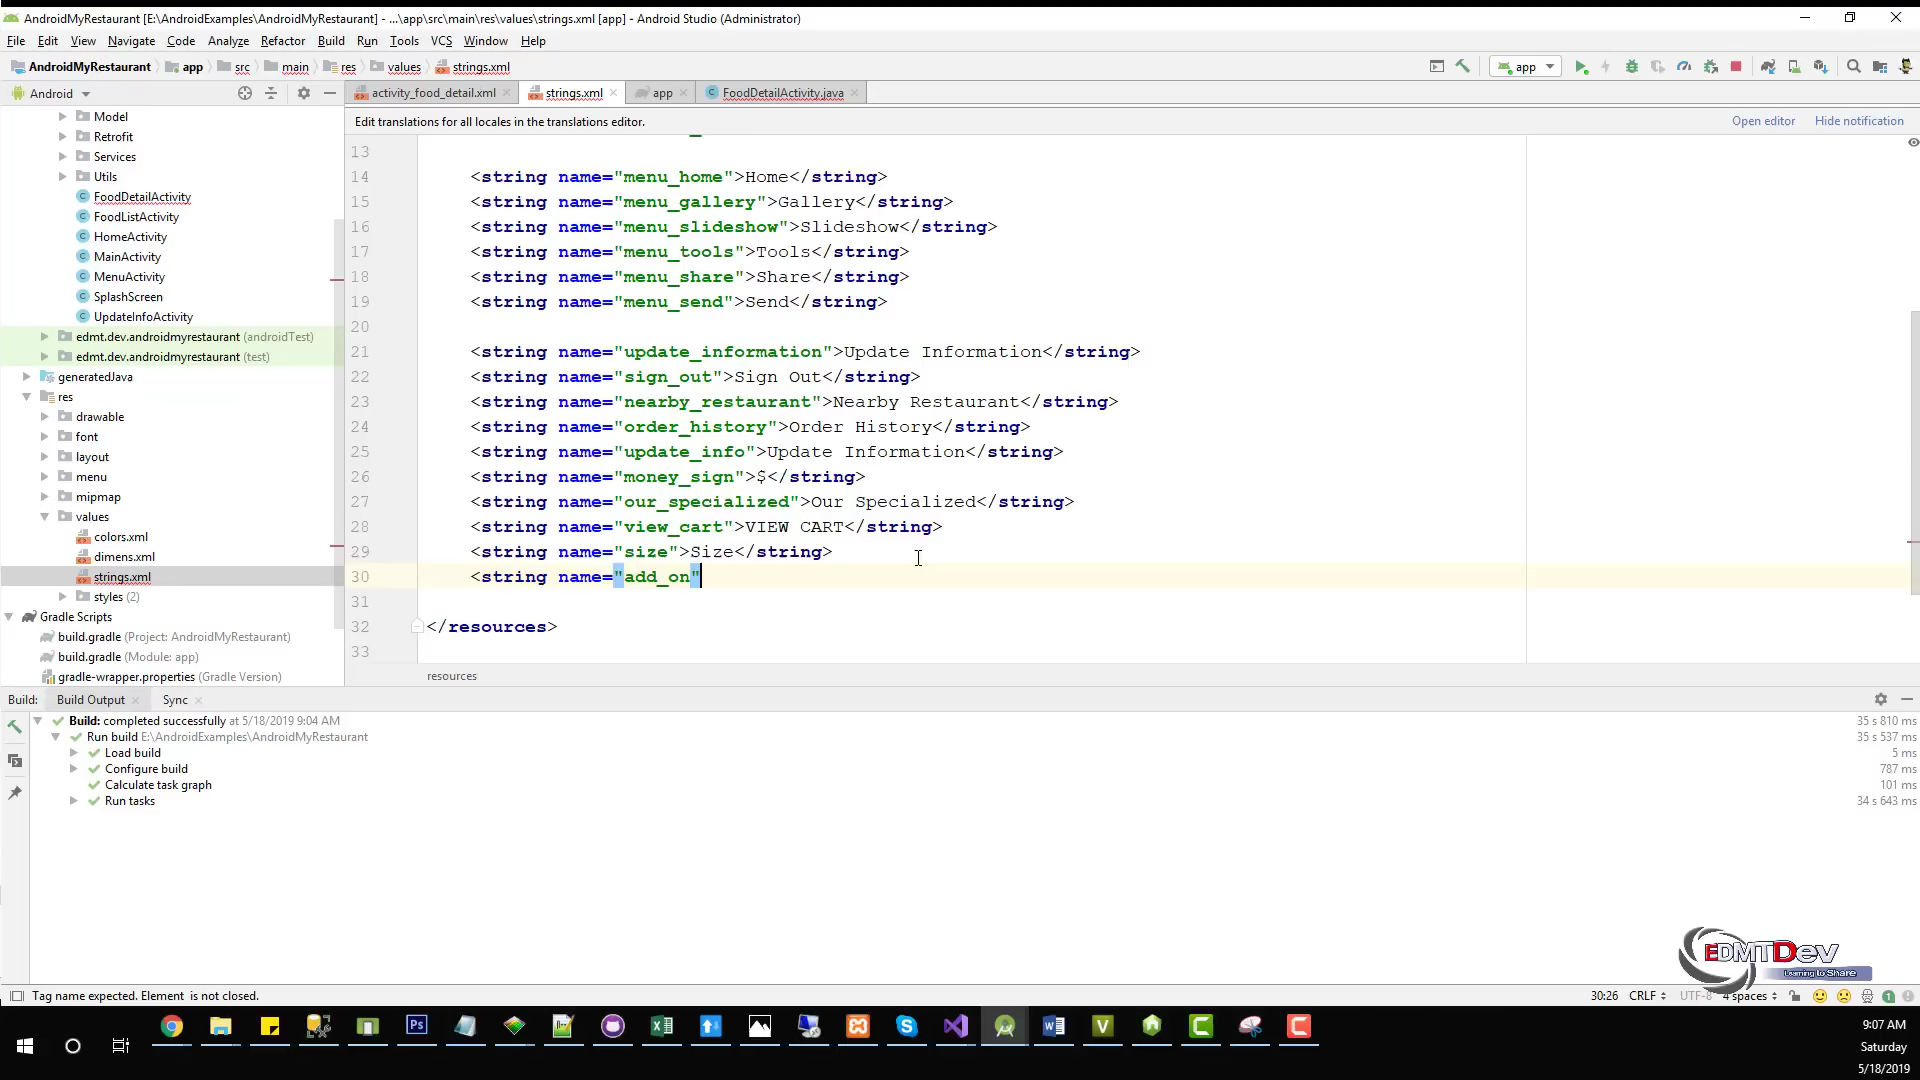 AndroidMyRestaurant [E:\AndroidExamples\AndroidMyRestaurant] - ...\app\src\main\res\values\strings.xml [app] - Android Studio (Administrator)
File Edit View Navigate Code Analyze Refactor Build Run Tools VCS Window Help
AndroidMyRestaurant app src main res values strings.xml app
Android activity_food_detail.xml strings.xml app FoodDetailActivity.java
Edit translations for all locales in the translations editor. Open editor Hide notification
Model
Retrofit
Services
Utils
FoodDetailActivity
FoodListActivity
HomeActivity
MainActivity
MenuActivity
SplashScreen
UpdateInfoActivity
edmt.dev.androidmyrestaurant (androidTest)
edmt.dev.androidmyrestaurant (test)
generatedJava
res
drawable
font
layout
menu
mipmap
values
colors.xml
dimens.xml
strings.xml
styles (2)
Gradle Scripts
build.gradle (Project: AndroidMyRestaurant)
build.gradle (Module: app)
gradle-wrapper.properties (Gradle Version)
13
14 <string name="menu_home">Home</string>
15 <string name="menu_gallery">Gallery</string>
16 <string name="menu_slideshow">Slideshow</string>
17 <string name="menu_tools">Tools</string>
18 <string name="menu_share">Share</string>
19 <string name="menu_send">Send</string>
20
21 <string name="update_information">Update Information</string>
22 <string name="sign_out">Sign Out</string>
23 <string name="nearby_restaurant">Nearby Restaurant</string>
24 <string name="order_history">Order History</string>
25 <string name="update_info">Update Information</string>
26 <string name="money_sign">$</string>
27 <string name="our_specialized">Our Specialized</string>
28 <string name="view_cart">VIEW CART</string>
29 <string name="size">Size</string>
30 <string name="add_on"
31
32 </resources>
33
resources
Build: Build Output Sync
Build: completed successfully at 5/18/2019 9:04 AM 35 s 810 ms
Run build E:\AndroidExamples\AndroidMyRestaurant 35 s 537 ms
Load build 5 ms
Configure build 787 ms
Calculate task graph 101 ms
Run tasks 34 s 643 ms
EDMTDev
Learning to Share
Tag name expected. Element is not closed. 30:26 CRLF UTF-8 4 spaces 1
9:07 AM
Saturday
5/18/2019